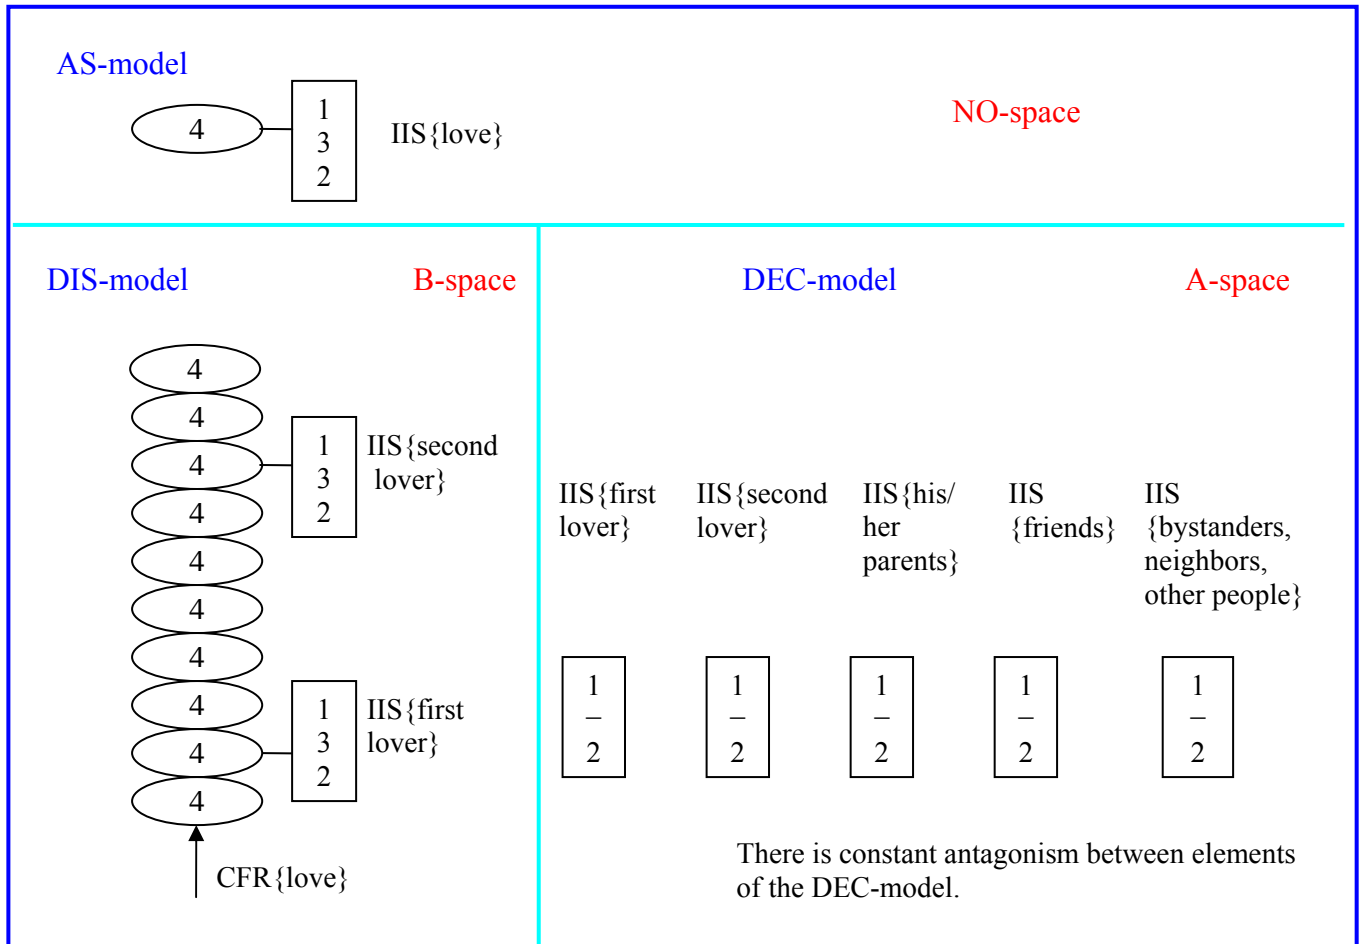 AS-model
NO-space
4
1
3
2
IIS{love}
DIS-model
B-space
4
4
4
4
4
4
4
4
4
4
1
3
2
IIS{second
lover}
1
3
2
IIS{first
lover}
CFR{love}
DEC-model
A-space
IIS{first
lover}
IIS{second
lover}
IIS{his/
her
parents}
IIS
{friends}
IIS
{bystanders,
neighbors,
other people}
1
–
2
1
–
2
1
–
2
1
–
2
1
–
2
There is constant antagonism between elements
of the DEC-model.